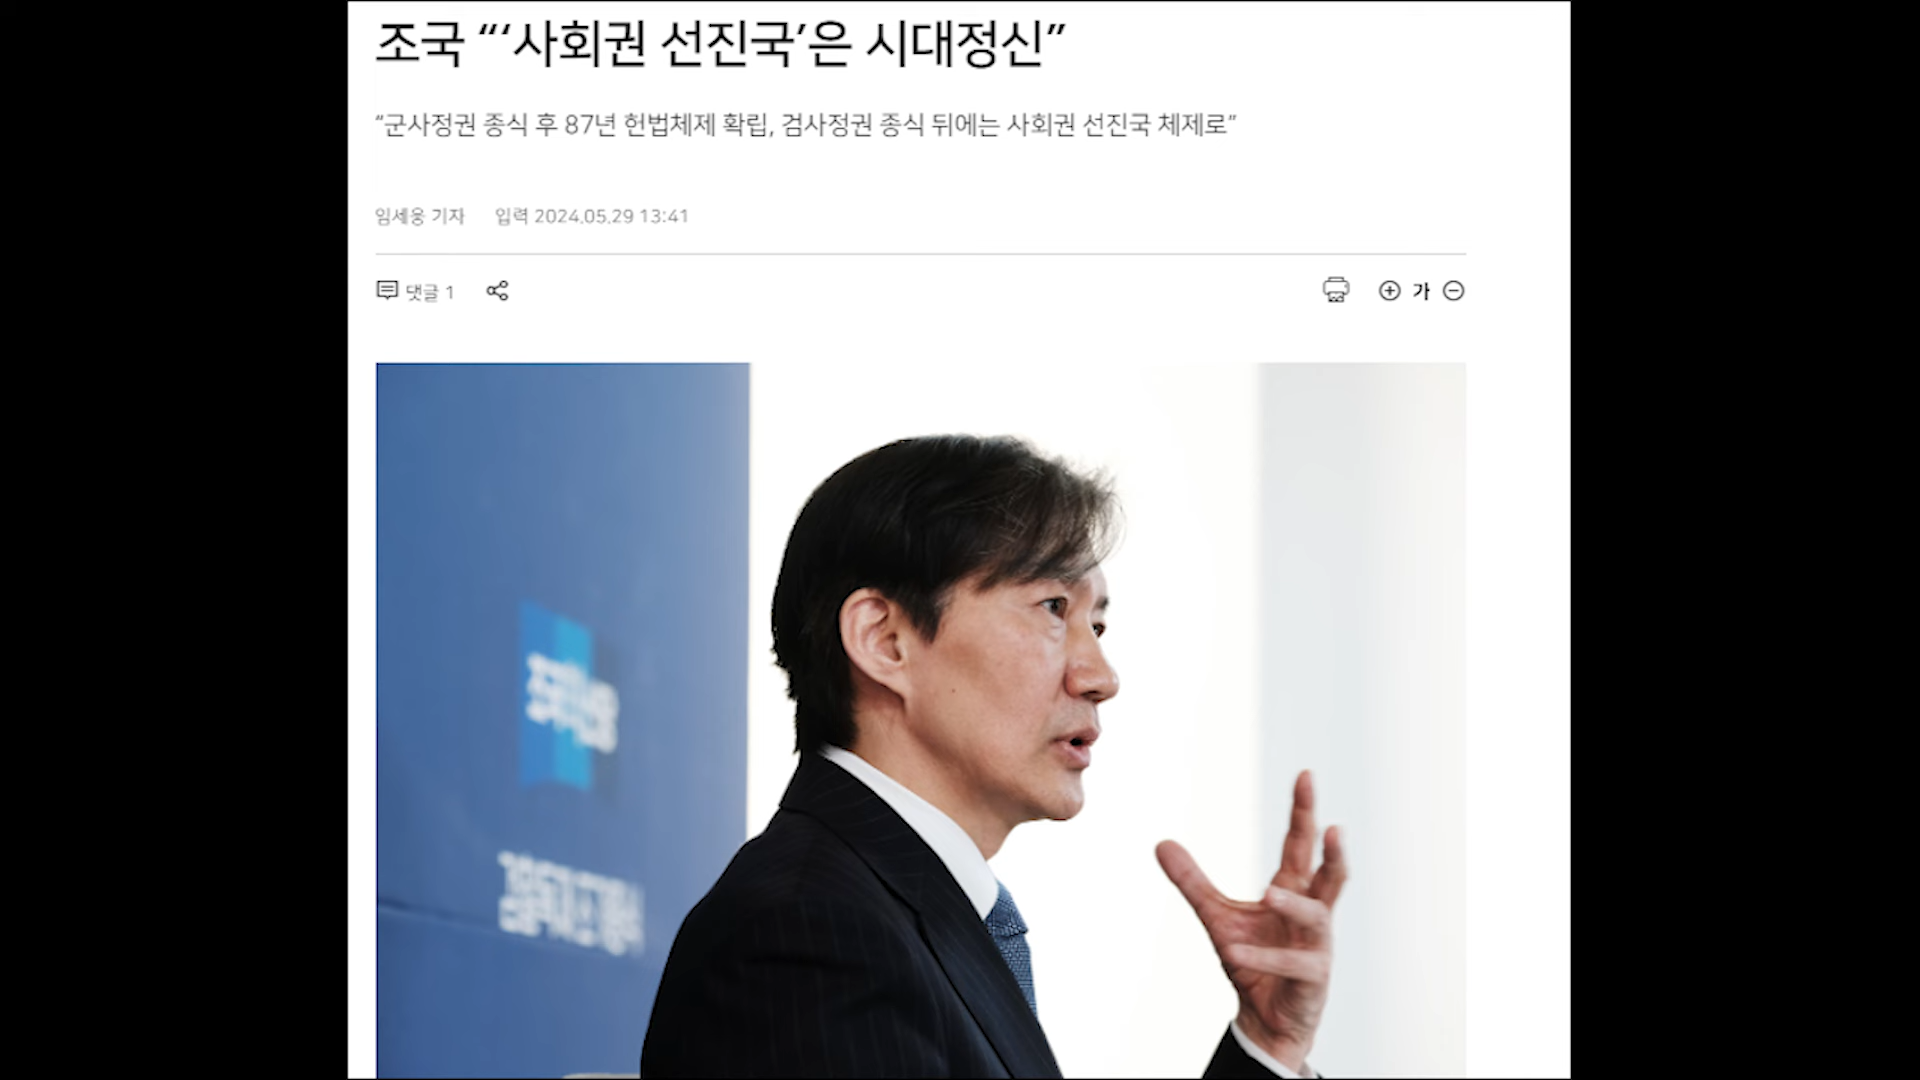 조국 “‘사회권 선진국’은 시대정신”
“군사정권 종식 후 87년 헌법체제 확립, 검사정권 종식 뒤에는 사회권 선진국 체제로”
임세웅 기자 입력 2024.05.29 13:41
댓글 1 가